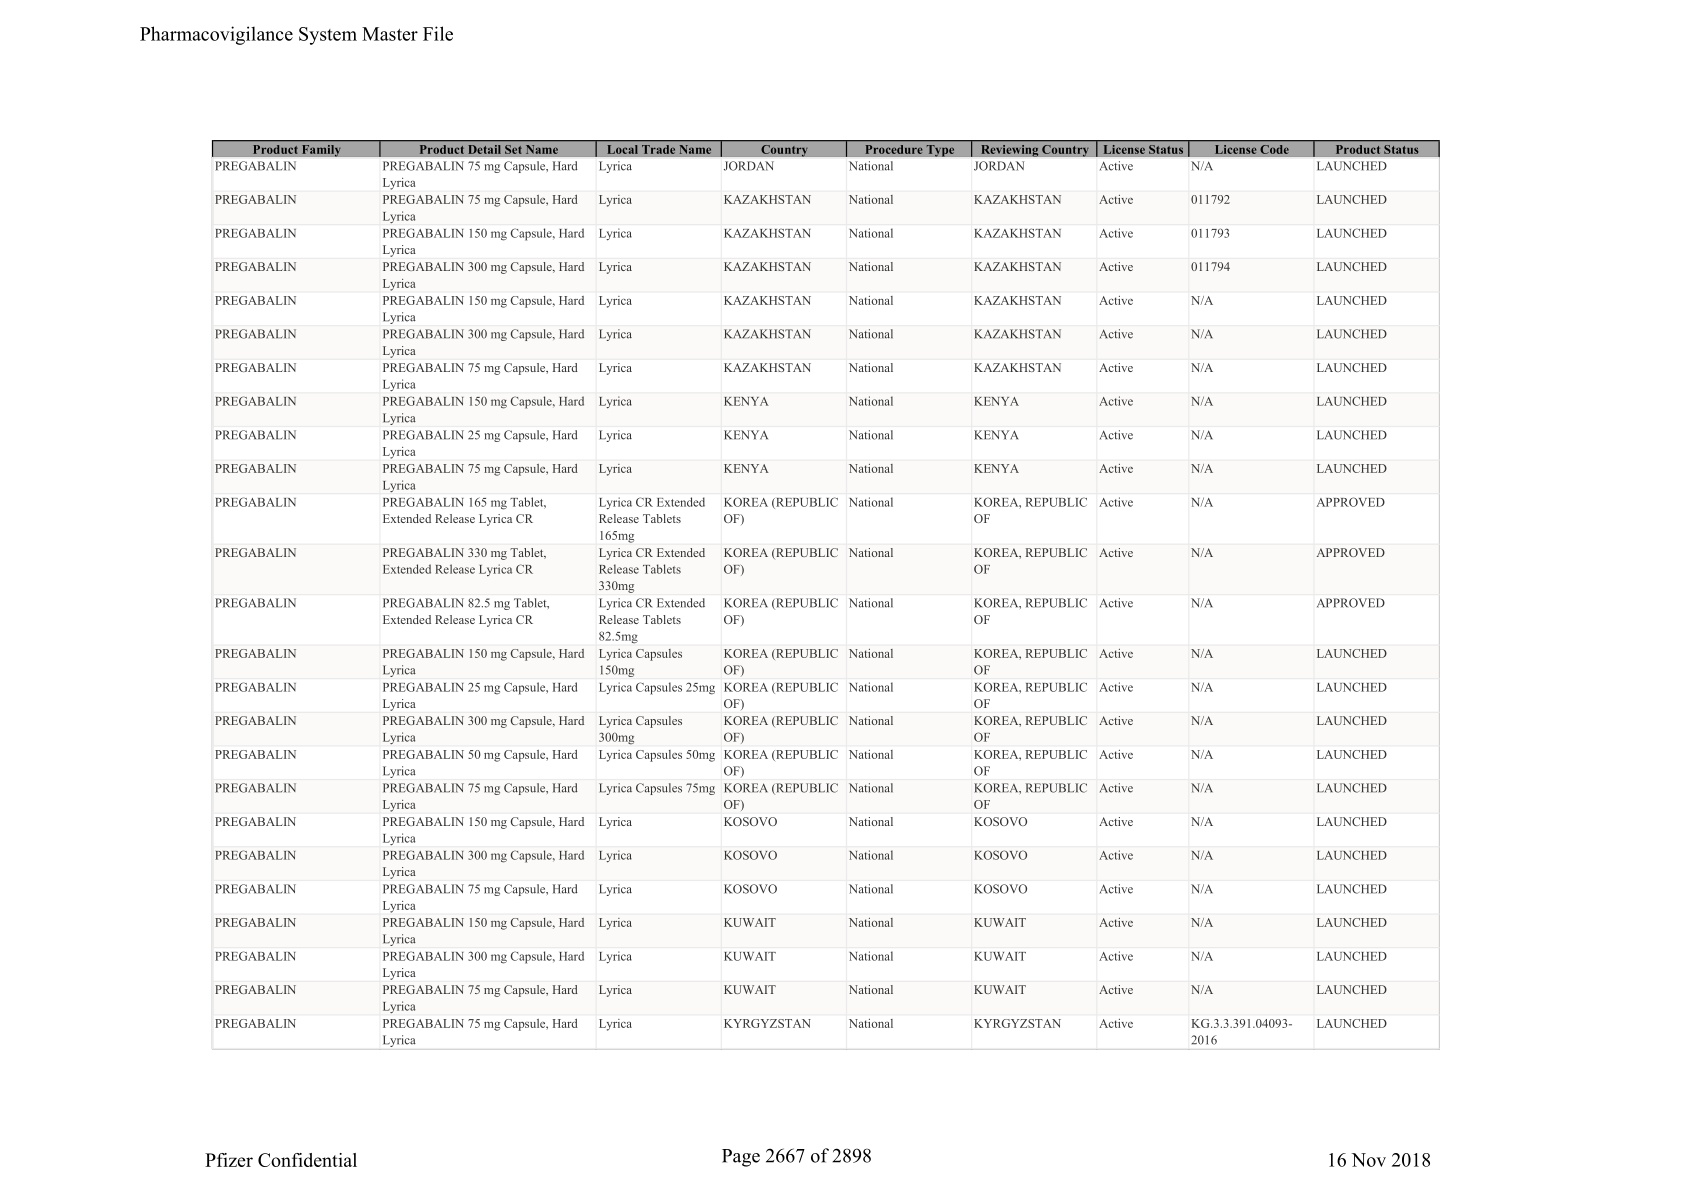 Pharmacovigilance System Master File
Product Family Product Detail Set Name Local Trade Name Country Procedure Type Reviewing Country License Status License Code Product Status
PREGABALIN PREGABALIN 75 mg Capsule, Hard Lyrica JORDAN National JORDAN Active N/A LAUNCHED
Lyrica
PREGABALIN PREGABALIN 75 mg Capsule, Hard Lyrica KAZAKHSTAN National KAZAKHSTAN Active 011792 LAUNCHED
Lyrica
PREGABALIN PREGABALIN 150 mg Capsule, Hard Lyrica KAZAKHSTAN National KAZAKHSTAN Active 011793 LAUNCHED
Lyrica
PREGABALIN PREGABALIN 300 mg Capsule, Hard Lyrica KAZAKHSTAN National KAZAKHSTAN Active 011794 LAUNCHED
Lyrica
PREGABALIN PREGABALIN 150 mg Capsule, Hard Lyrica KAZAKHSTAN National KAZAKHSTAN Active N/A LAUNCHED
Lyrica
PREGABALIN PREGABALIN 300 mg Capsule, Hard Lyrica KAZAKHSTAN National KAZAKHSTAN Active N/A LAUNCHED
Lyrica
PREGABALIN PREGABALIN 75 mg Capsule, Hard Lyrica KAZAKHSTAN National KAZAKHSTAN Active N/A LAUNCHED
Lyrica
PREGABALIN PREGABALIN 150 mg Capsule, Hard Lyrica KENYA National KENYA Active N/A LAUNCHED
Lyrica
PREGABALIN PREGABALIN 25 mg Capsule, Hard Lyrica KENYA National KENYA Active N/A LAUNCHED
Lyrica
PREGABALIN PREGABALIN 75 mg Capsule, Hard Lyrica KENYA National KENYA Active N/A LAUNCHED
Lyrica
PREGABALIN PREGABALIN 165 mg Tablet, Lyrica CR Extended KOREA (REPUBLIC National KOREA, REPUBLIC Active N/A APPROVED
Extended Release Lyrica CR Release Tablets OF) OF
165mg
PREGABALIN PREGABALIN 330 mg Tablet, Lyrica CR Extended KOREA (REPUBLIC National KOREA, REPUBLIC Active N/A APPROVED
Extended Release Lyrica CR Release Tablets OF) OF
330mg
PREGABALIN PREGABALIN 82.5 mg Tablet, Lyrica CR Extended KOREA (REPUBLIC National KOREA, REPUBLIC Active N/A APPROVED
Extended Release Lyrica CR Release Tablets OF) OF
82.5mg
PREGABALIN PREGABALIN 150 mg Capsule, Hard Lyrica Capsules KOREA (REPUBLIC National KOREA, REPUBLIC Active N/A LAUNCHED
Lyrica 150mg OF) OF
PREGABALIN PREGABALIN 25 mg Capsule, Hard Lyrica Capsules 25mg KOREA (REPUBLIC National KOREA, REPUBLIC Active N/A LAUNCHED
Lyrica OF) OF
PREGABALIN PREGABALIN 300 mg Capsule, Hard Lyrica Capsules KOREA (REPUBLIC National KOREA, REPUBLIC Active N/A LAUNCHED
Lyrica 300mg OF) OF
PREGABALIN PREGABALIN 50 mg Capsule, Hard Lyrica Capsules 50mg KOREA (REPUBLIC National KOREA, REPUBLIC Active N/A LAUNCHED
Lyrica OF) OF
PREGABALIN PREGABALIN 75 mg Capsule, Hard Lyrica Capsules 75mg KOREA (REPUBLIC National KOREA, REPUBLIC Active N/A LAUNCHED
Lyrica OF) OF
PREGABALIN PREGABALIN 150 mg Capsule, Hard Lyrica KOSOVO National KOSOVO Active N/A LAUNCHED
Lyrica
PREGABALIN PREGABALIN 300 mg Capsule, Hard Lyrica KOSOVO National KOSOVO Active N/A LAUNCHED
Lyrica
PREGABALIN PREGABALIN 75 mg Capsule, Hard Lyrica KOSOVO National KOSOVO Active N/A LAUNCHED
Lyrica
PREGABALIN PREGABALIN 150 mg Capsule, Hard Lyrica KUWAIT National KUWAIT Active N/A LAUNCHED
Lyrica
PREGABALIN PREGABALIN 300 mg Capsule, Hard Lyrica KUWAIT National KUWAIT Active N/A LAUNCHED
Lyrica
PREGABALIN PREGABALIN 75 mg Capsule, Hard Lyrica KUWAIT National KUWAIT Active N/A LAUNCHED
Lyrica
PREGABALIN PREGABALIN 75 mg Capsule, Hard Lyrica KYRGYZSTAN National KYRGYZSTAN Active KG.3.3.391.04093- LAUNCHED
Lyrica 2016
Pfizer Confidential Page 2667 of 2898 16 Nov 2018